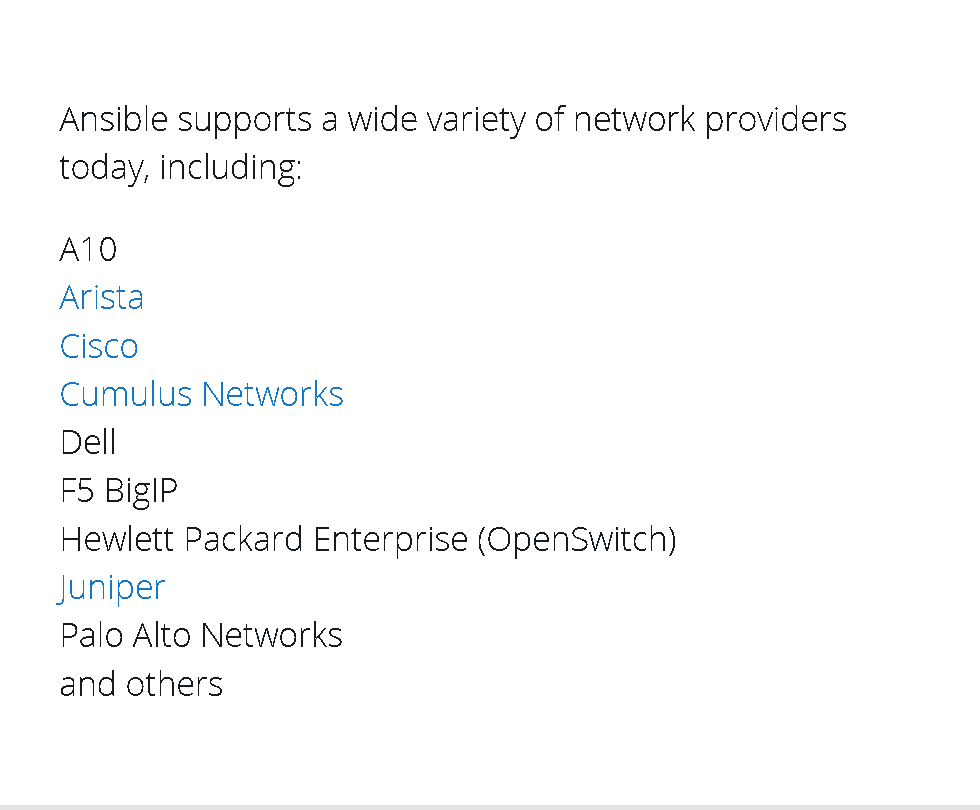 Ansible supports a wide variety of network providers
today, including:
A10
Arista
Cisco
Cumulus Networks
Dell
F5 BigIP
Hewlett Packard Enterprise (OpenSwitch)
Juniper
Palo Alto Networks
and others